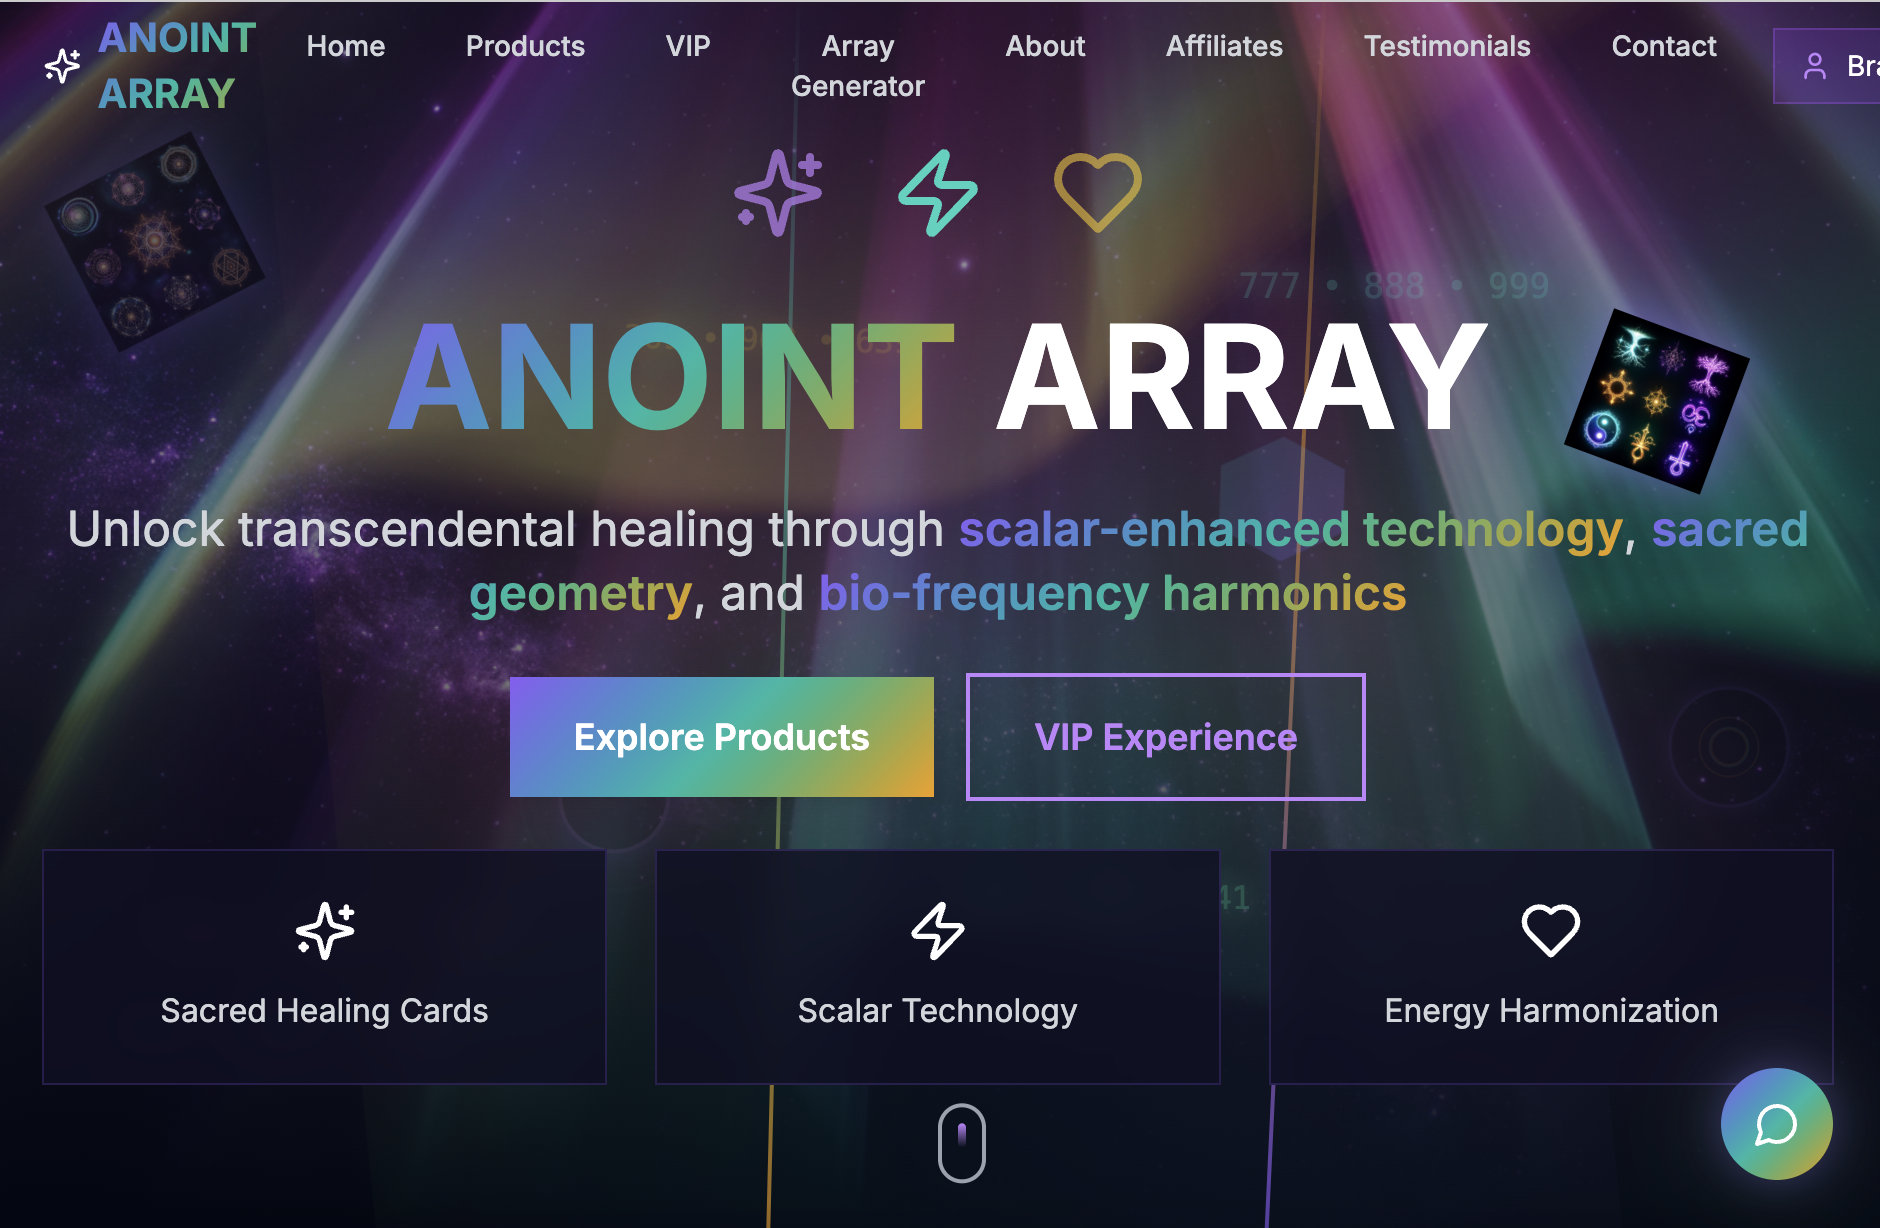 ANOINT
ARRAY
Home Products VIP Array Generator About Affiliates Testimonials Contact
777 • 888 • 999
ANOINT ARRAY
Unlock transcendental healing through scalar-enhanced technology, sacred
geometry, and bio-frequency harmonics
Explore Products VIP Experience
41
Sacred Healing Cards Scalar Technology Energy Harmonization